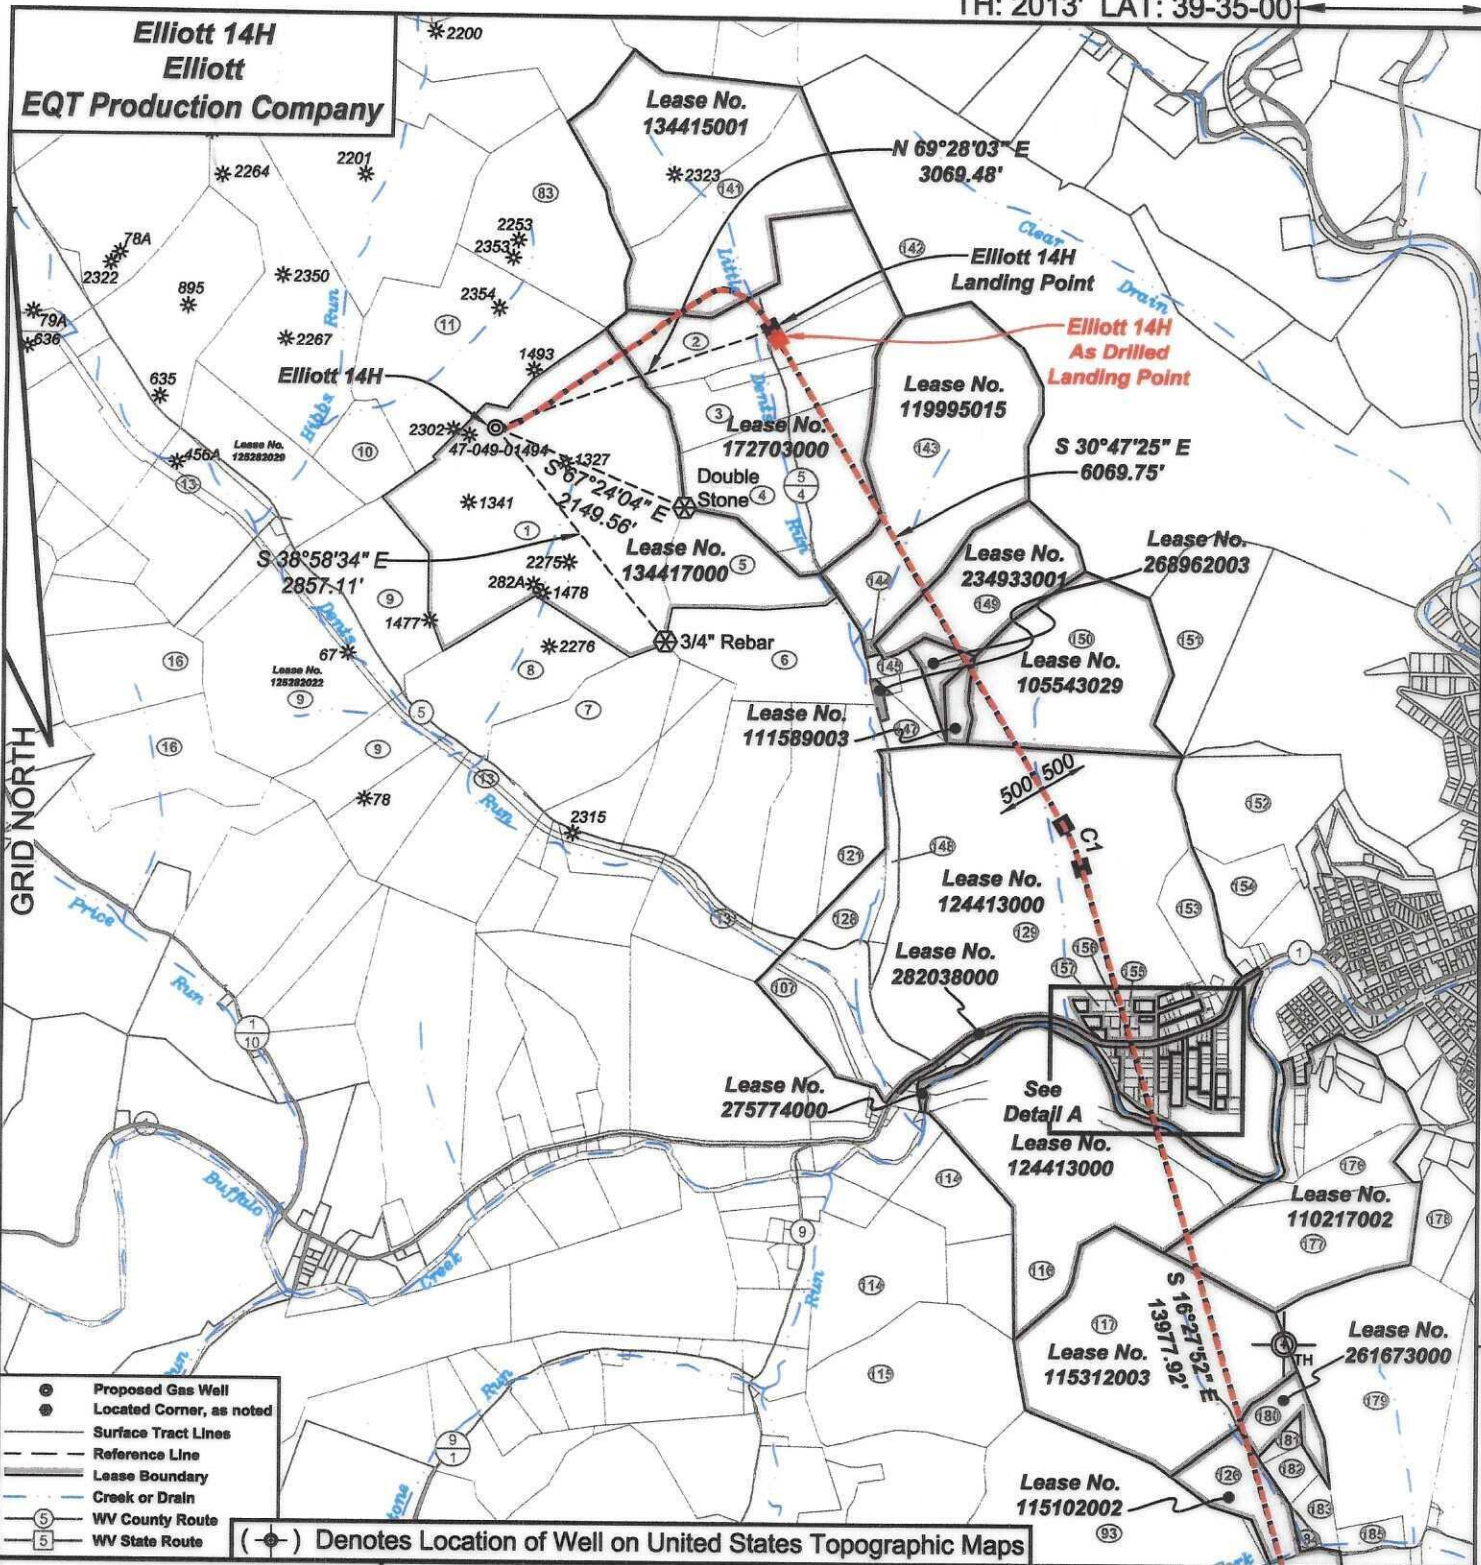 TH: 2013' LAT: 39-35-00
Elliott 14H
Elliott
EQT Production Company
2200
Lease No.
134415001
2264
2201
2323
141
N 69°28'03" E
3069.48'
83
2253
2353
78A
2322
2350
895
2354
142
Clear
Drain
Elliott 14H
Landing Point
Little
79A
636
Run
2267
11
2
Elliott 14H
As Drilled
Landing Point
1493
635
Elliott 14H
Hibbs
Dents
3
Lease No.
119995015
Lease No.
172703000
143
S 30°47'25" E
6069.75'
2302
47-049-01494
10
Lease No.
125282029
456A
13
1327
S 67°24'04" E
2149.56'
Double
Stone
4
5
4
Run
1341
1
Lease No.
134417000
5
Lease No.
234933001
149
Lease No.
268962003
S 38°58'34" E
2857.11'
2275
282A
1478
144
9
1477
Dents
67
2276
3/4" Rebar
6
145
150
151
Lease No.
105543029
16
Lease No.
125282022
9
8
7
5
Lease No.
111589003
147
16
9
13
Run
78
2315
500
500
C1
152
GRID NORTH
121
148
154
Lease No.
124413000
153
128
13
129
156
157
155
Price
Run
Lease No.
282038000
107
1
1
10
Lease No.
275774000
See
Detail A
Lease No.
124413000
114
176
Lease No.
110217002
177
178
Buffalo
Creek
9
Run
114
116
S 16°27'52" E
13977.92'
117
Lease No.
115312003
TH
Lease No.
261673000
115
179
Run
Run
180
181
182
126
183
185
9
1
Lease No.
115102002
93
Proposed Gas Well
Located Corner, as noted
Surface Tract Lines
Reference Line
Lease Boundary
Creek or Drain
5 WV County Route
5 WV State Route
( ) Denotes Location of Well on United States Topographic Maps